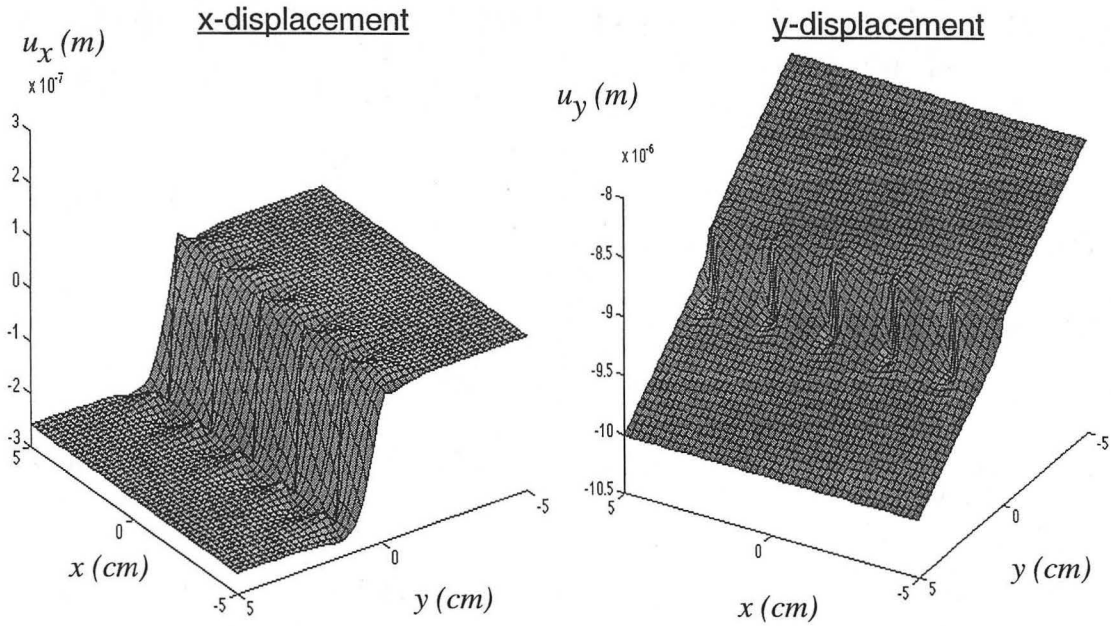 x-displacement
u_x (m)
x 10^-7
3
2
1
0
-1
-2
-3
5
0
-5
x (cm)
5
0
-5
y (cm)
y-displacement
u_y (m)
x 10^-6
-8
-8.5
-9
-9.5
-10
-10.5
5
0
-5
x (cm)
5
0
-5
y (cm)